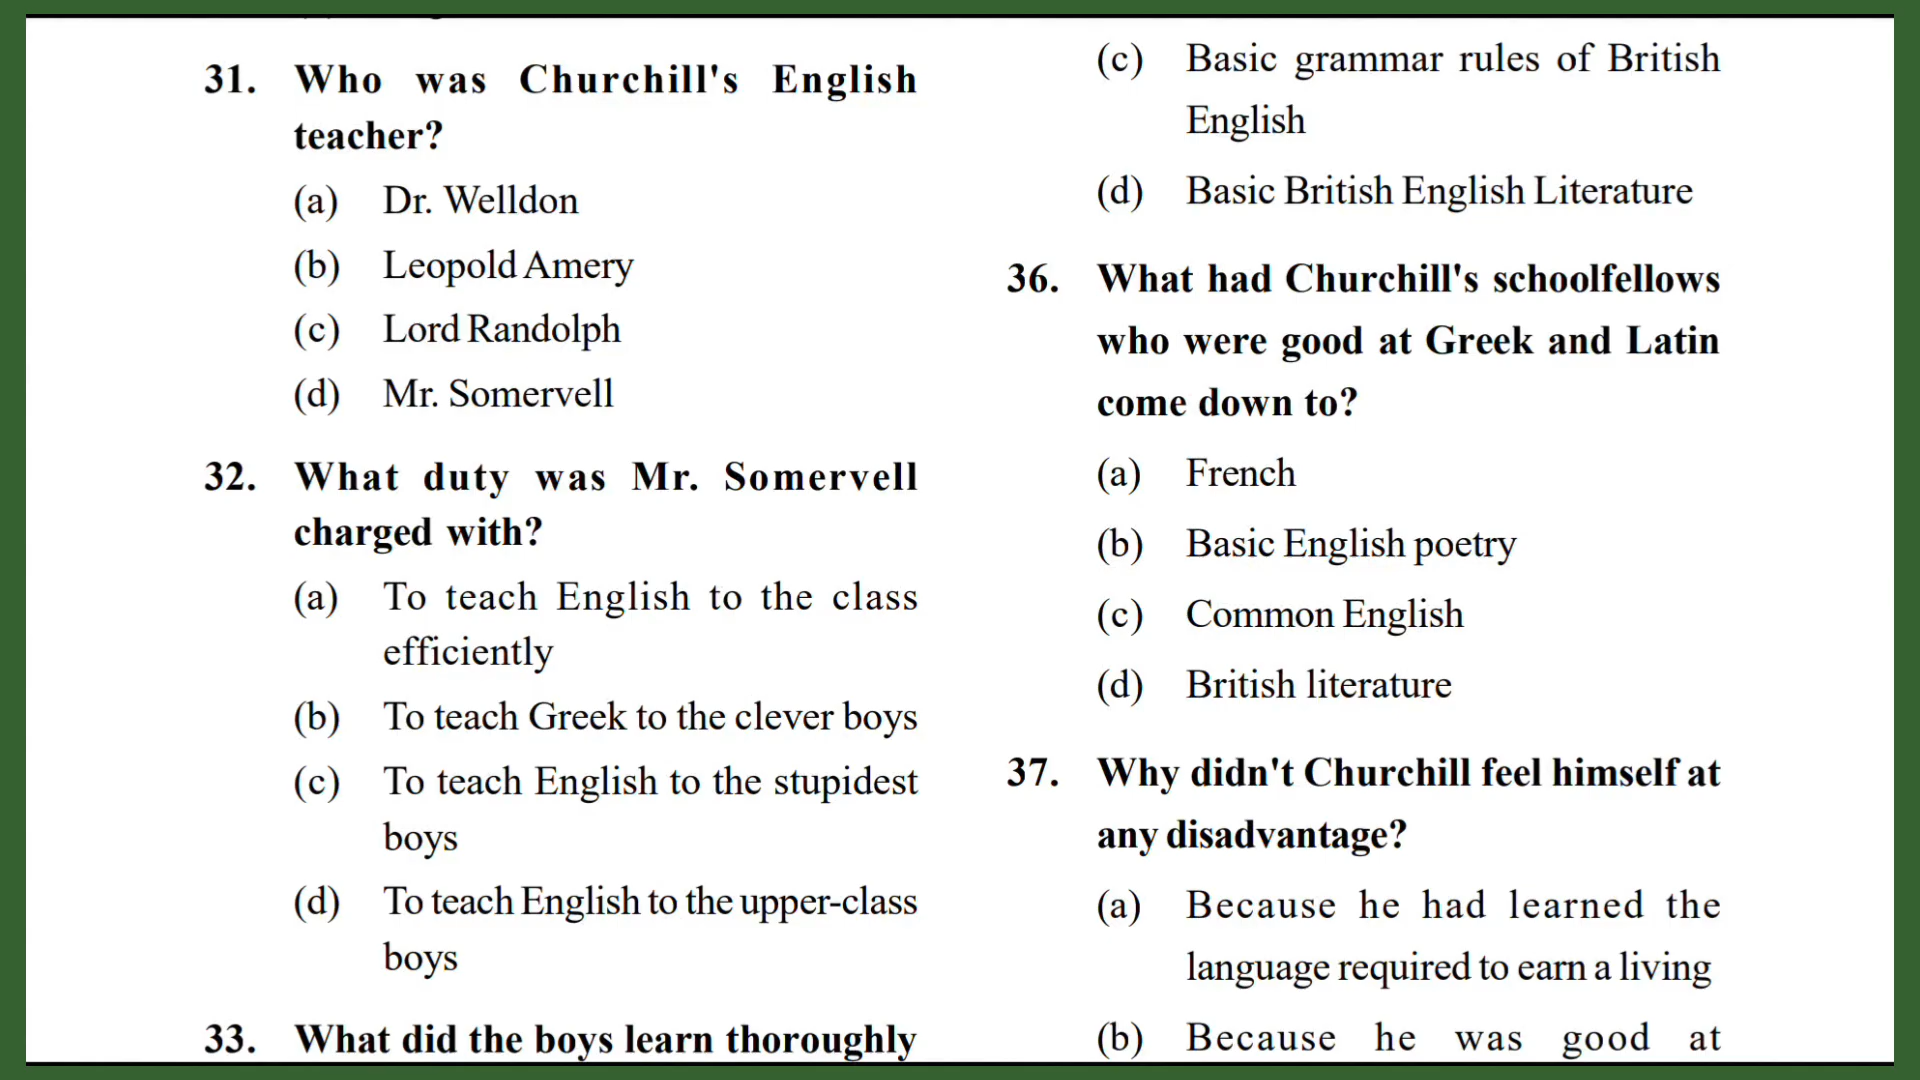 31. Who was Churchill's English
teacher?
(a) Dr. Welldon
(b) Leopold Amery
(c) Lord Randolph
(d) Mr. Somervell
32. What duty was Mr. Somervell
charged with?
(a) To teach English to the class
efficiently
(b) To teach Greek to the clever boys
(c) To teach English to the stupidest
boys
(d) To teach English to the upper-class
boys
33. What did the boys learn thoroughly
(c) Basic grammar rules of British
English
(d) Basic British English Literature
36. What had Churchill's schoolfellows
who were good at Greek and Latin
come down to?
(a) French
(b) Basic English poetry
(c) Common English
(d) British literature
37. Why didn't Churchill feel himself at
any disadvantage?
(a) Because he had learned the
language required to earn a living
(b) Because he was good at